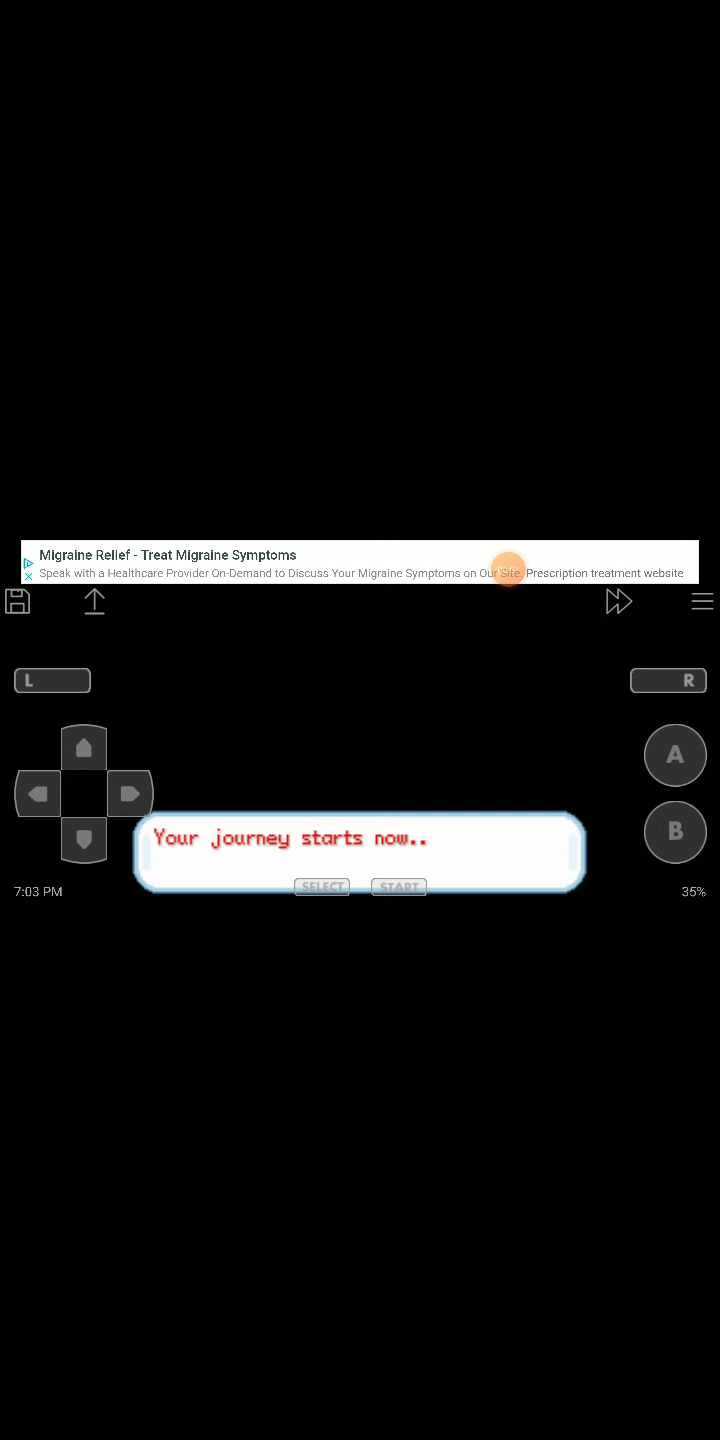 Migraine Relief - Treat Migraine Symptoms
Speak with a Healthcare Provider On-Demand to Discuss Your Migraine Symptoms on Our Site. Prescription treatment website
L
R
A
B
Your journey starts now..
SELECT START
7:03 PM
35%